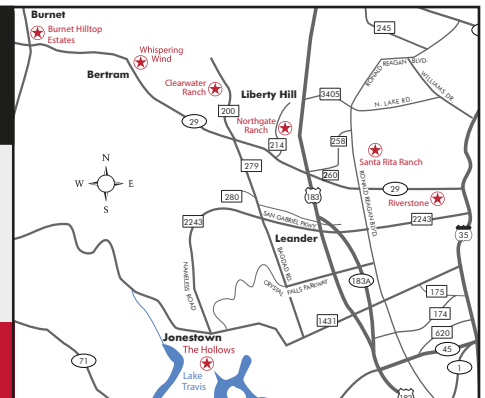 Burnet
Burnet Hilltop
Estates
Whispering
Wind
Bertram
Clearwater
Ranch
Liberty Hill
Northgate
Ranch
245
RONALD REAGAN BLVD.
WILLIAMS DR.
3405
N. LAKE RD.
200
29
214
258
Santa Rita Ranch
279
260
N
W
E
S
280
183
29
Riverstone
RONALD REAGAN BLVD.
2243
SAN GABRIEL PKWY.
2243
35
Leander
NAMELESS ROAD
BAGDAD RD.
CRYSTAL FALLS PARKWAY
183A
175
174
1431
620
Jonestown
The Hollows
71
Lake
Travis
45
1